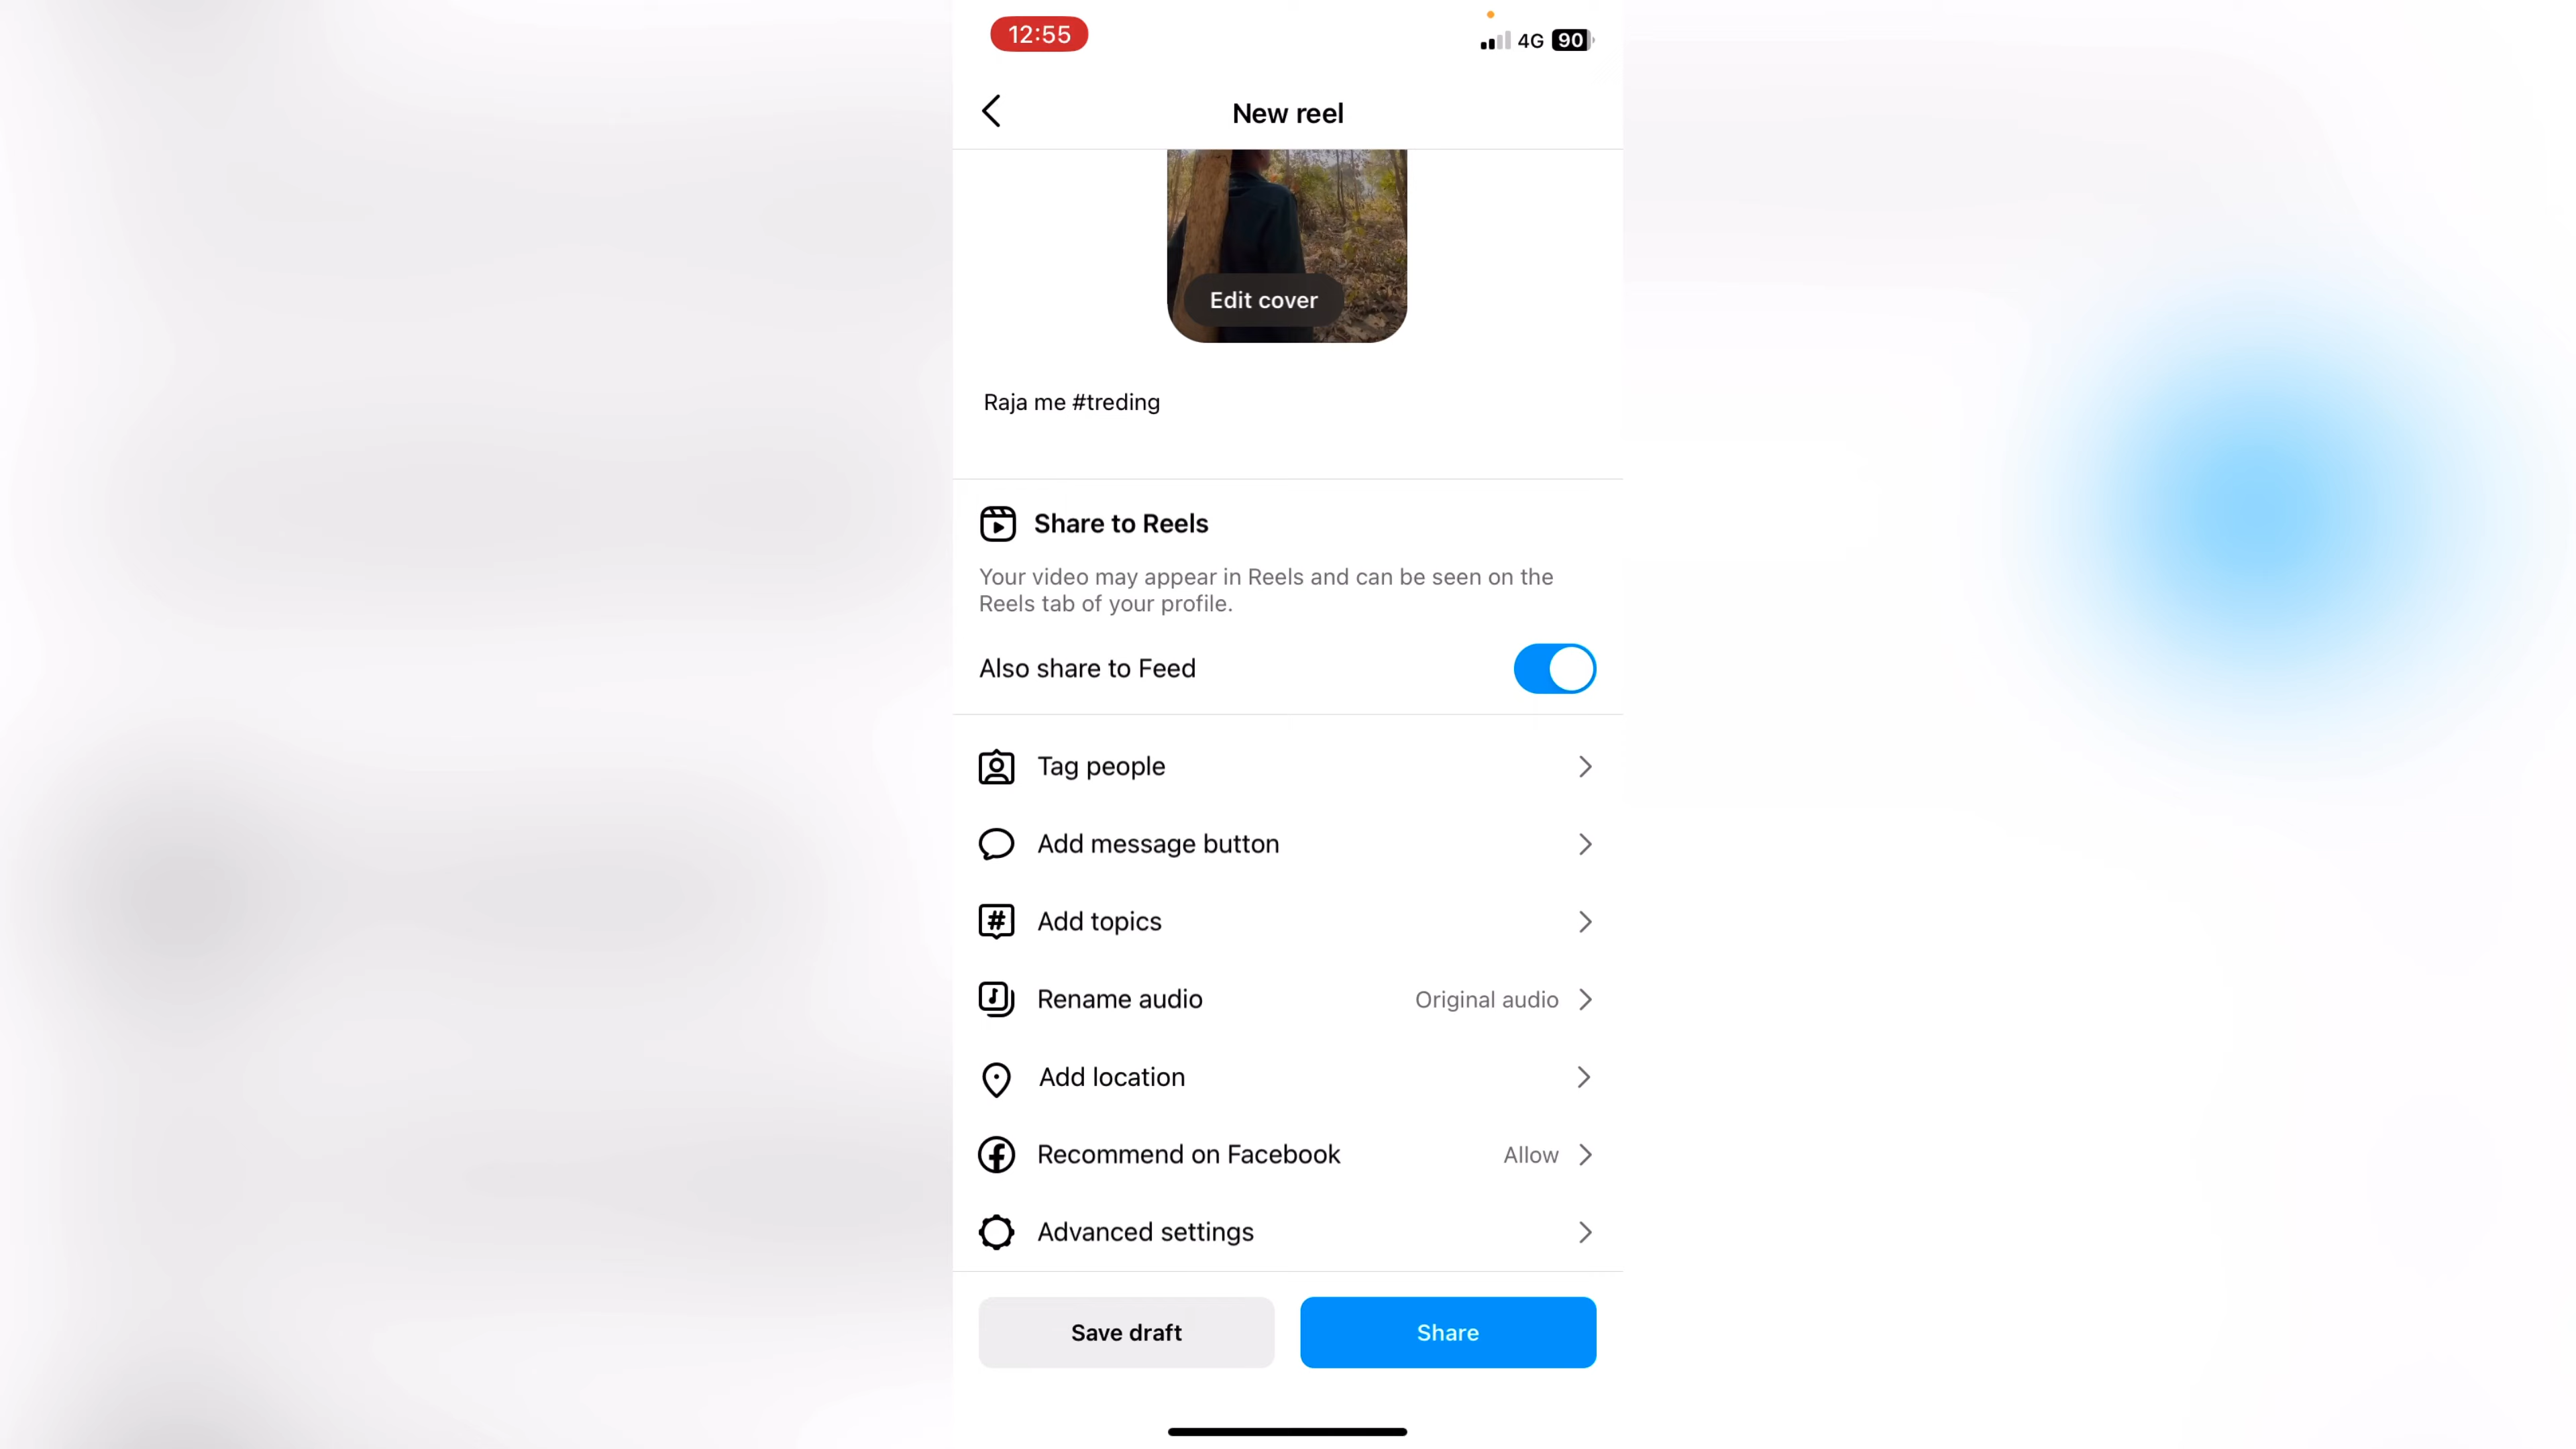 12:55
4G 90
New reel
Edit cover
Raja me #treding
Share to Reels
Your video may appear in Reels and can be seen on the
Reels tab of your profile.
Also share to Feed
Tag people
Add message button
Add topics
Rename audio Original audio
Add location
Recommend on Facebook Allow
Advanced settings
Save draft Share